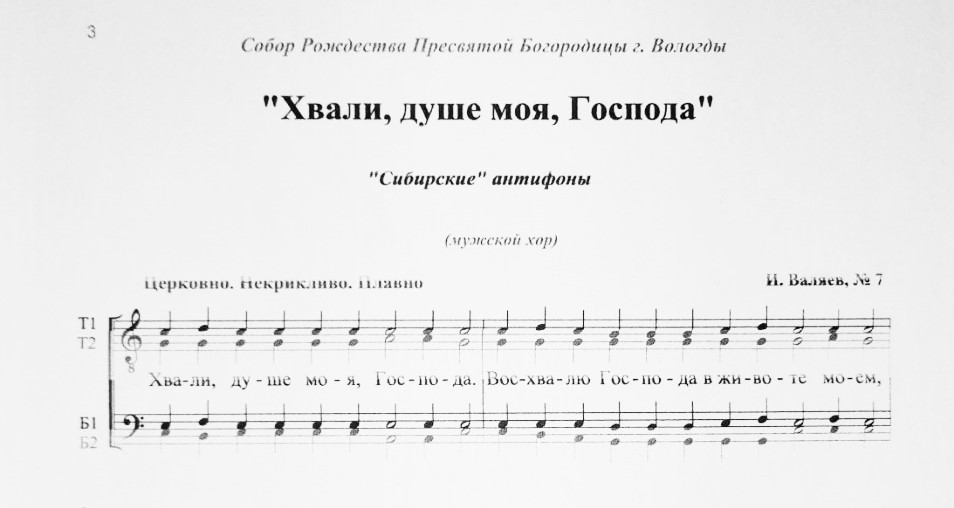 3
Собор Рождества Пресвятой Богородицы г. Вологды
"Хвали, душе моя, Господа"
"Сибирские" антифоны
(мужской хор)
Церковно. Некрикливо. Плавно
И. Валяев, № 7
Т1
Т2
8
Хва-ли, ду-ше мо-я, Гос-по-да. Вос-хва-лю Гос-по-да в жи-во-те мо-ем,
Б1
Б2